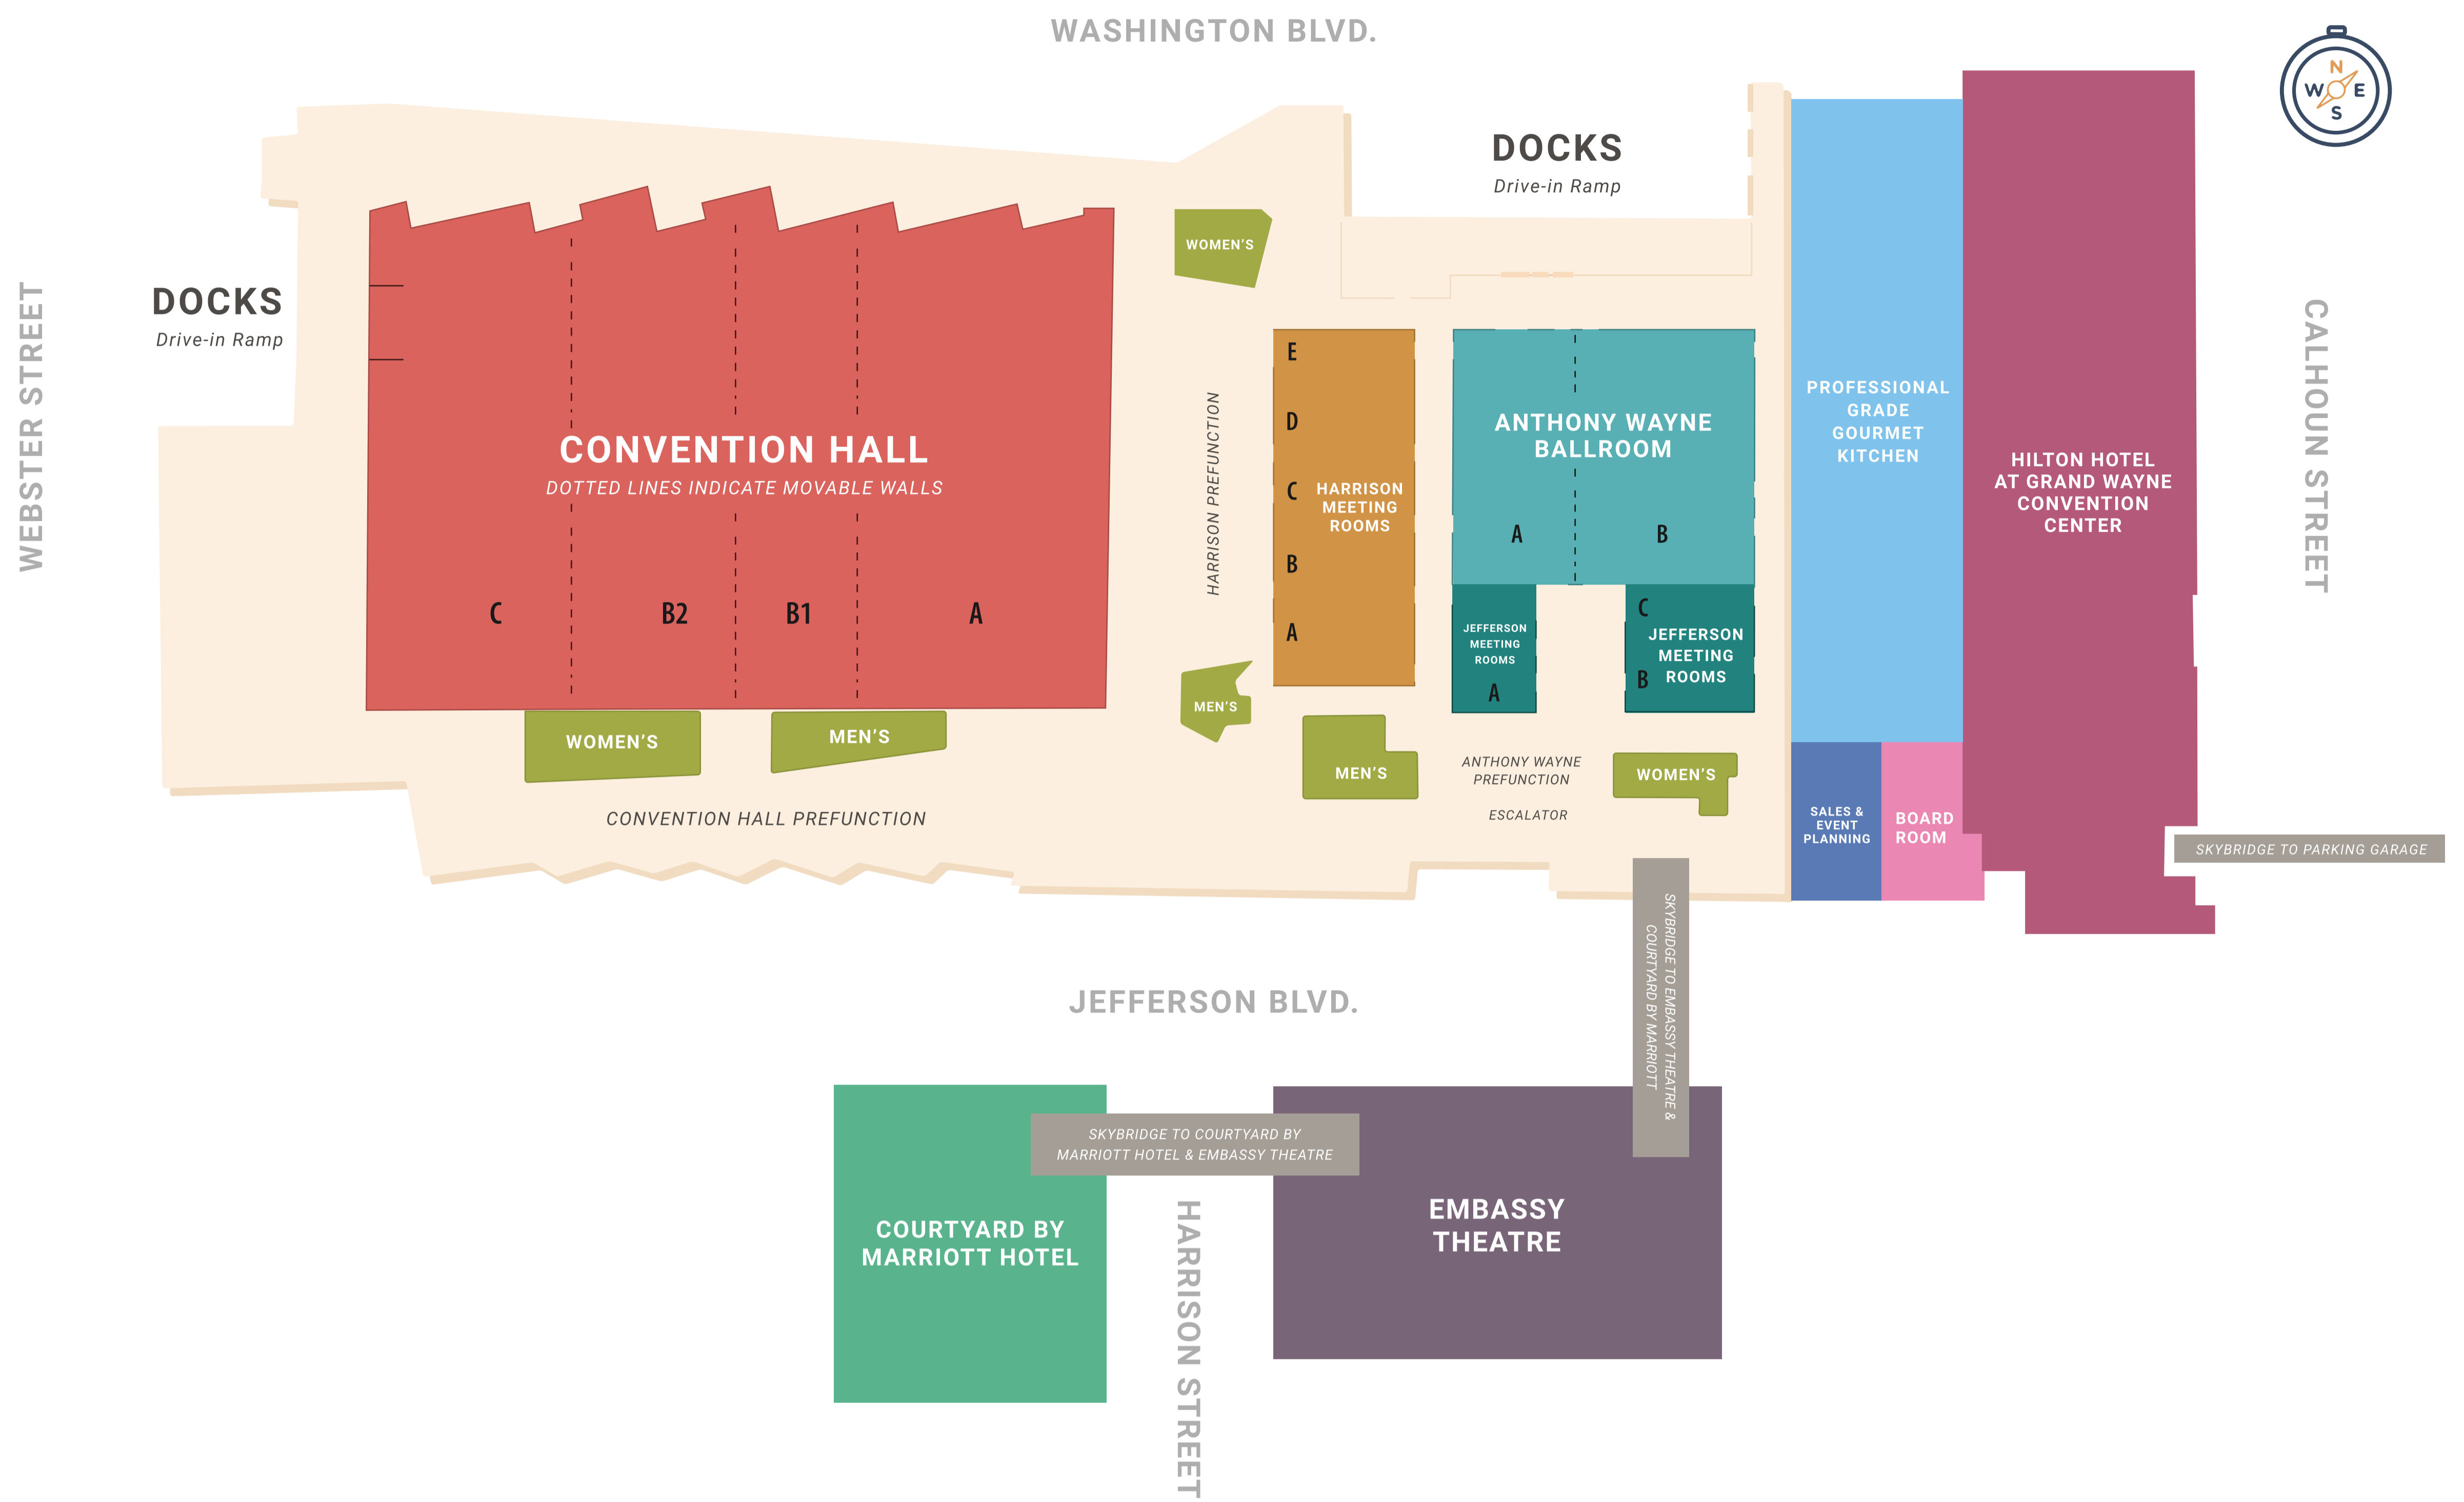 WASHINGTON BLVD.
N
W
E
S
DOCKS
Drive-in Ramp
DOCKS
Drive-in Ramp
WEBSTER STREET
CALHOUN STREET
CONVENTION HALL
DOTTED LINES INDICATE MOVABLE WALLS
C
B2
B1
A
WOMEN'S
MEN'S
CONVENTION HALL PREFUNCTION
WOMEN'S
HARRISON PREFUNCTION
MEN'S
E
D
C
B
A
HARRISON
MEETING
ROOMS
MEN'S
ANTHONY WAYNE
BALLROOM
A
B
JEFFERSON
MEETING
ROOMS
A
C
B
JEFFERSON
MEETING
ROOMS
ANTHONY WAYNE
PREFUNCTION
ESCALATOR
WOMEN'S
PROFESSIONAL
GRADE
GOURMET
KITCHEN
HILTON HOTEL
AT GRAND WAYNE
CONVENTION
CENTER
SALES &
EVENT
PLANNING
BOARD
ROOM
SKYBRIDGE TO PARKING GARAGE
SKYBRIDGE TO EMBASSY THEATRE &
COURTYARD BY MARRIOTT
JEFFERSON BLVD.
SKYBRIDGE TO COURTYARD BY
MARRIOTT HOTEL & EMBASSY THEATRE
COURTYARD BY
MARRIOTT HOTEL
HARRISON STREET
EMBASSY
THEATRE